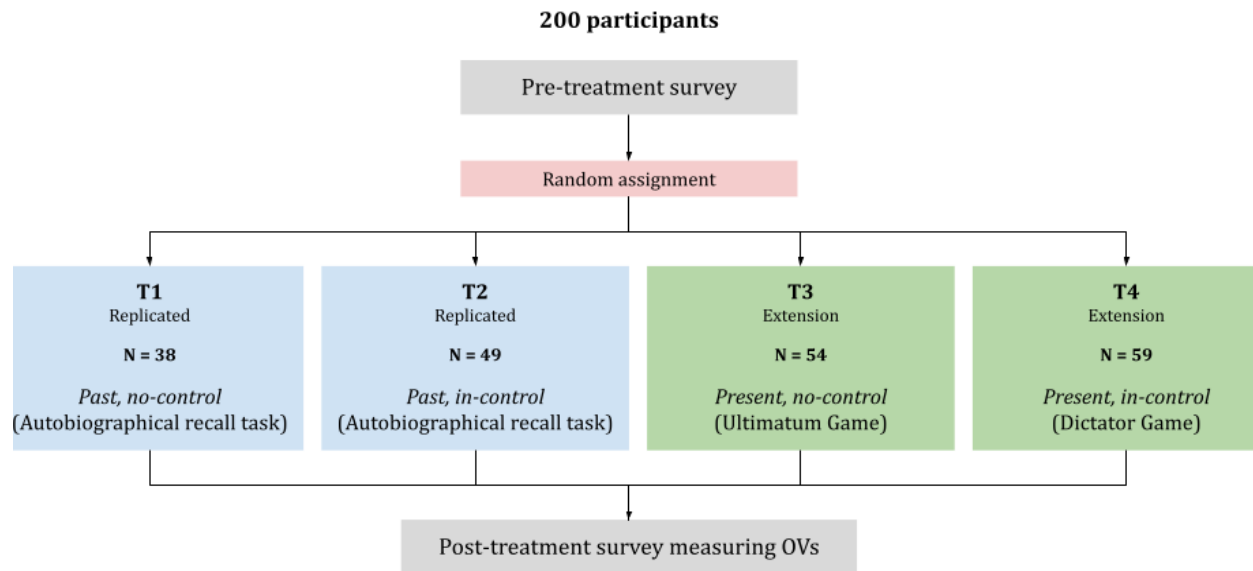 200 participants
Pre-treatment survey
Random assignment
T1
Replicated
N = 38
Past, no-control
(Autobiographical recall task)
T2
Replicated
N = 49
Past, in-control
(Autobiographical recall task)
T3
Extension
N = 54
Present, no-control
(Ultimatum Game)
T4
Extension
N = 59
Present, in-control
(Dictator Game)
Post-treatment survey measuring OVs